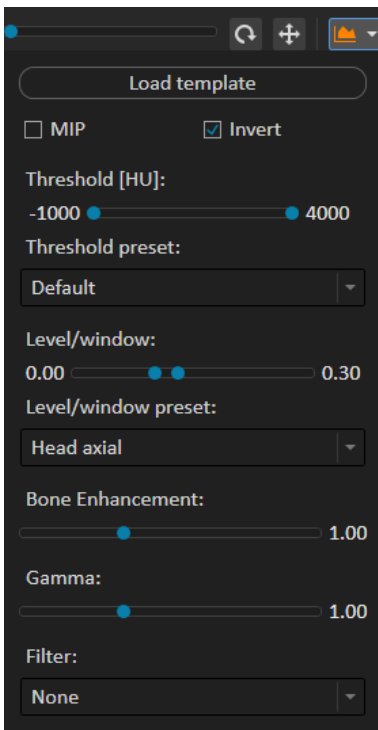 Load template
MIP Invert
Threshold [HU]:
-1000 4000
Threshold preset:
Default
Level/window:
0.00 0.30
Level/window preset:
Head axial
Bone Enhancement:
1.00
Gamma:
1.00
Filter:
None